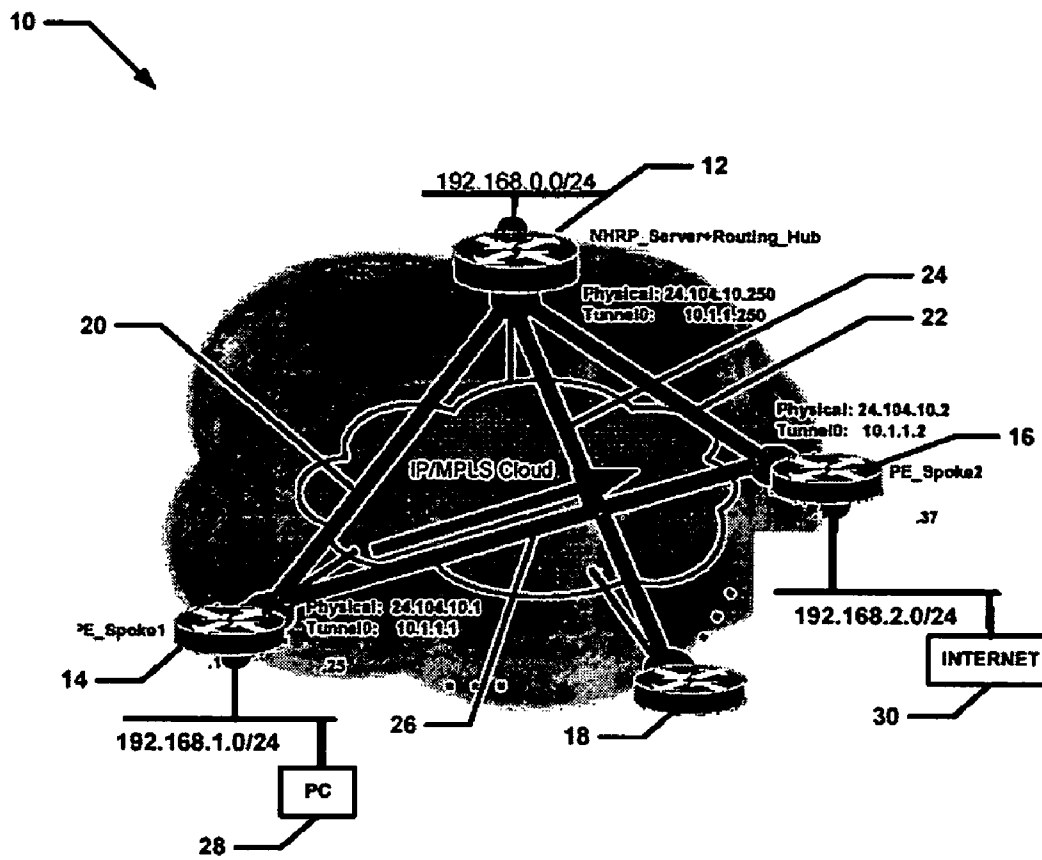 10
192.168.0.0/24
12
NHRP_Server+Routing_Hub
24
Physical: 24.104.10.250
Tunnel0: 10.1.1.250
20
22
Physical: 24.104.10.2
Tunnel0: 10.1.1.2
16
IP/MPLS Cloud
PE_Spoke2
.37
Physical: 24.104.10.1
Tunnel0: 10.1.1.1
PE_Spoke1
192.168.2.0/24
.1
.25
14
INTERNET
26
18
30
192.168.1.0/24
PC
28